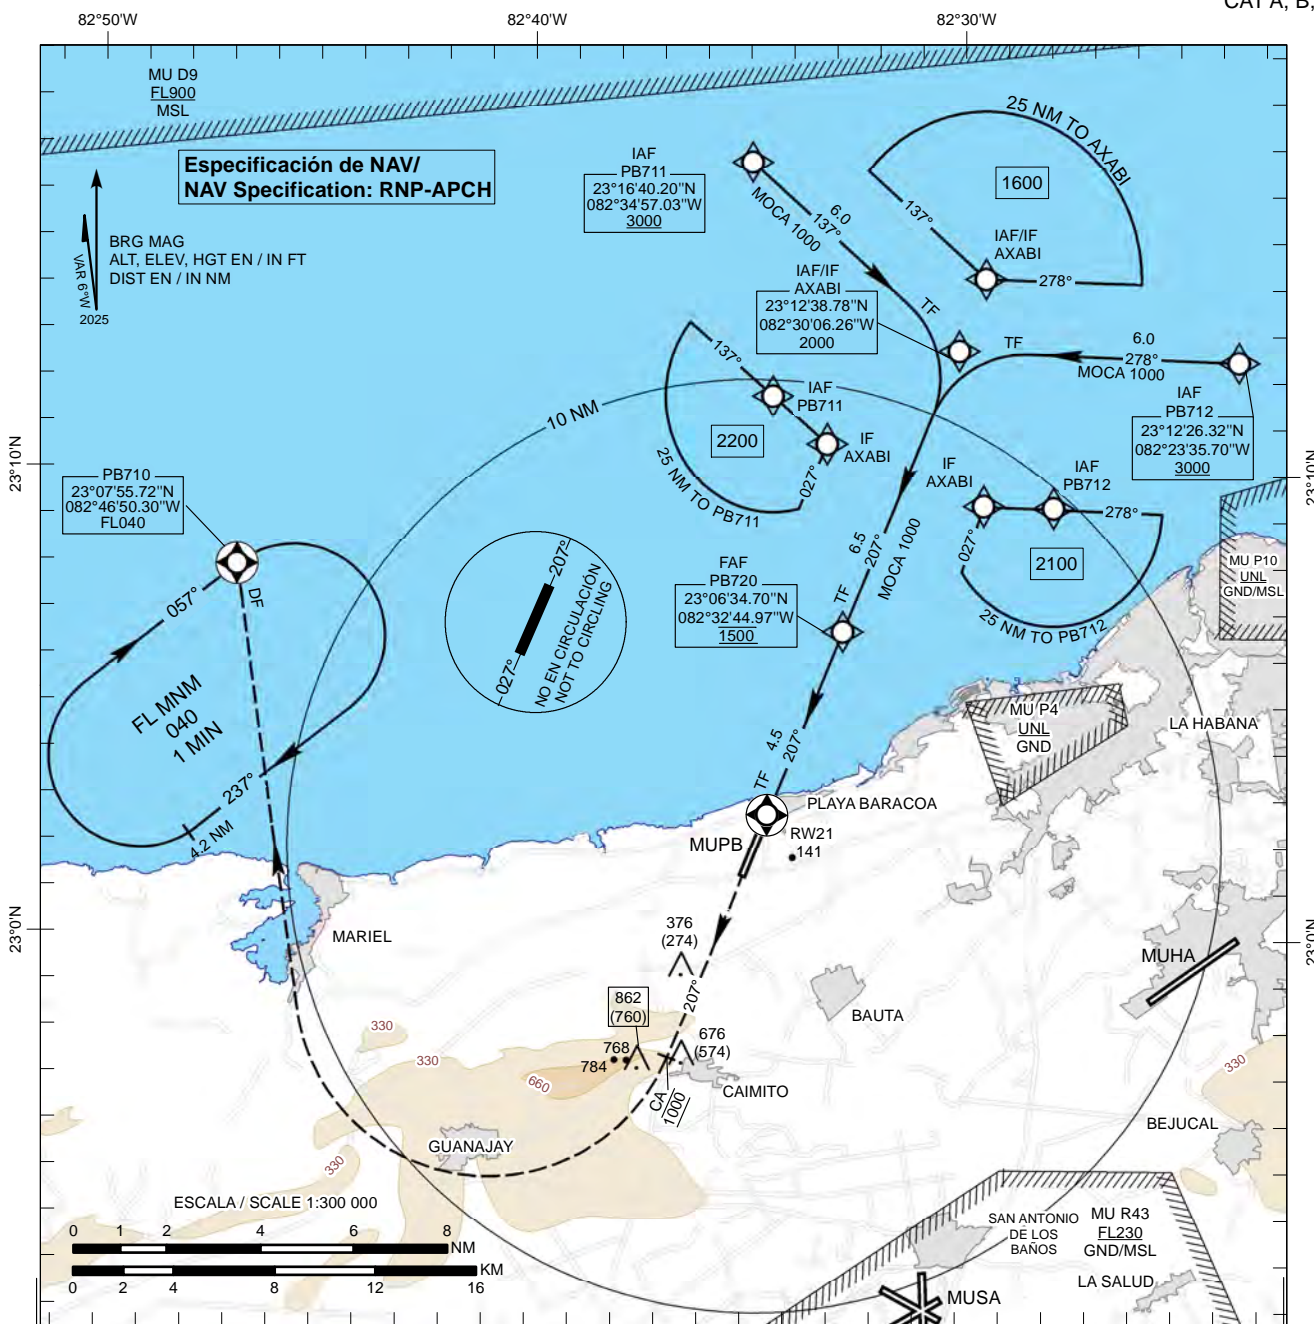 CAT A, B,
82°50'W
82°40'W
82°30'W
MU D9
FL900
MSL
Especificación de NAV/
NAV Specification: RNP-APCH
BRG MAG
ALT, ELEV, HGT EN / IN FT
DIST EN / IN NM
VAR 6°W
2025
IAF
PB711
23°16'40.20"N
082°34'57.03"W
3000
6.0
137°
MOCA 1000
TF
25 NM TO AXABI
1600
137°
IAF/IF
AXABI
278°
IAF/IF
AXABI
23°12'38.78"N
082°30'06.26"W
2000
TF
6.0
278°
MOCA 1000
IAF
PB712
23°12'26.32"N
082°23'35.70"W
3000
137°
IAF
PB711
2200
IF
AXABI
027°
25 NM TO PB711
10 NM
IF
AXABI
IAF
PB712
278°
027°
2100
25 NM TO PB712
23°10'N
23°10'N
PB710
23°07'55.72"N
082°46'50.30"W
FL040
DF
057°
FL MNM
040
1 MIN
237°
4.2 NM
207°
027°
NO EN CIRCULACIÓN
NOT TO CIRCLING
6.5
207°
MOCA 1000
FAF
PB720
23°06'34.70"N
082°32'44.97"W
1500
TF
MU P10
UNL
GND/MSL
MU P4
UNL
GND
LA HABANA
4.5
207°
TF
PLAYA BARACOA
MUPB
RW21
141
23°0'N
23°0'N
MARIEL
376
(274)
MUHA
207°
862
(760)
BAUTA
330
330
768
784
676
(574)
660
CAIMITO
CA
1000
330
BEJUCAL
GUANAJAY
330
ESCALA / SCALE 1:300 000
0 1 2 4 6 8
NM
KM
0 2 4 8 12 16
SAN ANTONIO
DE LOS
BAÑOS
MU R43
FL230
GND/MSL
LA SALUD
MUSA